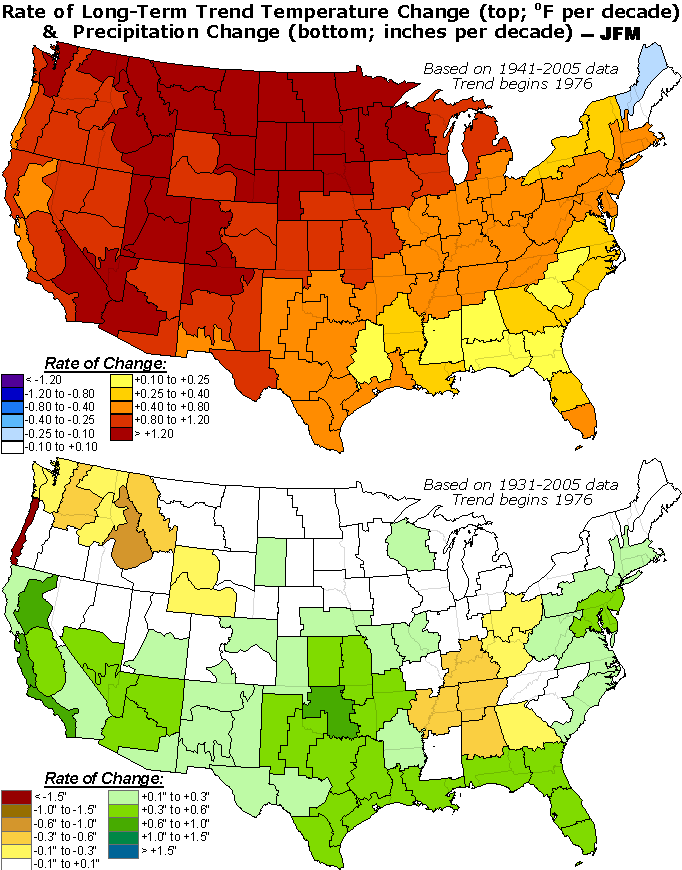 Rate of Long-Term Trend Temperature Change (top; ºF per decade)
& Precipitation Change (bottom; inches per decade) – JFM
Based on 1941-2005 data
Trend begins 1976
Rate of Change:
< -1.20
-1.20 to -0.80
-0.80 to -0.40
-0.40 to -0.25
-0.25 to -0.10
-0.10 to +0.10
+0.10 to +0.25
+0.25 to +0.40
+0.40 to +0.80
+0.80 to +1.20
> +1.20
Based on 1931-2005 data
Trend begins 1976
Rate of Change:
< -1.5"
-1.0" to -1.5"
-0.6" to -1.0"
-0.3" to -0.6"
-0.1" to -0.3"
-0.1" to +0.1"
+0.1" to +0.3"
+0.3" to +0.6"
+0.6" to +1.0"
+1.0" to +1.5"
> +1.5"